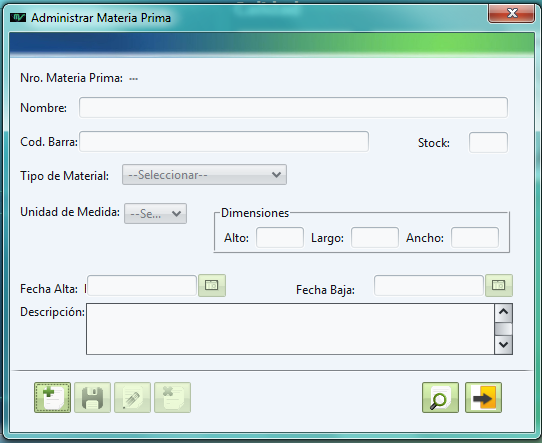 Administrar Materia Prima
Nro. Materia Prima: ---
Nombre:
Cod. Barra: Stock:
Tipo de Material: --Seleccionar--
Unidad de Medida: --Se... Dimensiones
Alto: Largo: Ancho:
Fecha Alta: Fecha Baja:
Descripción: